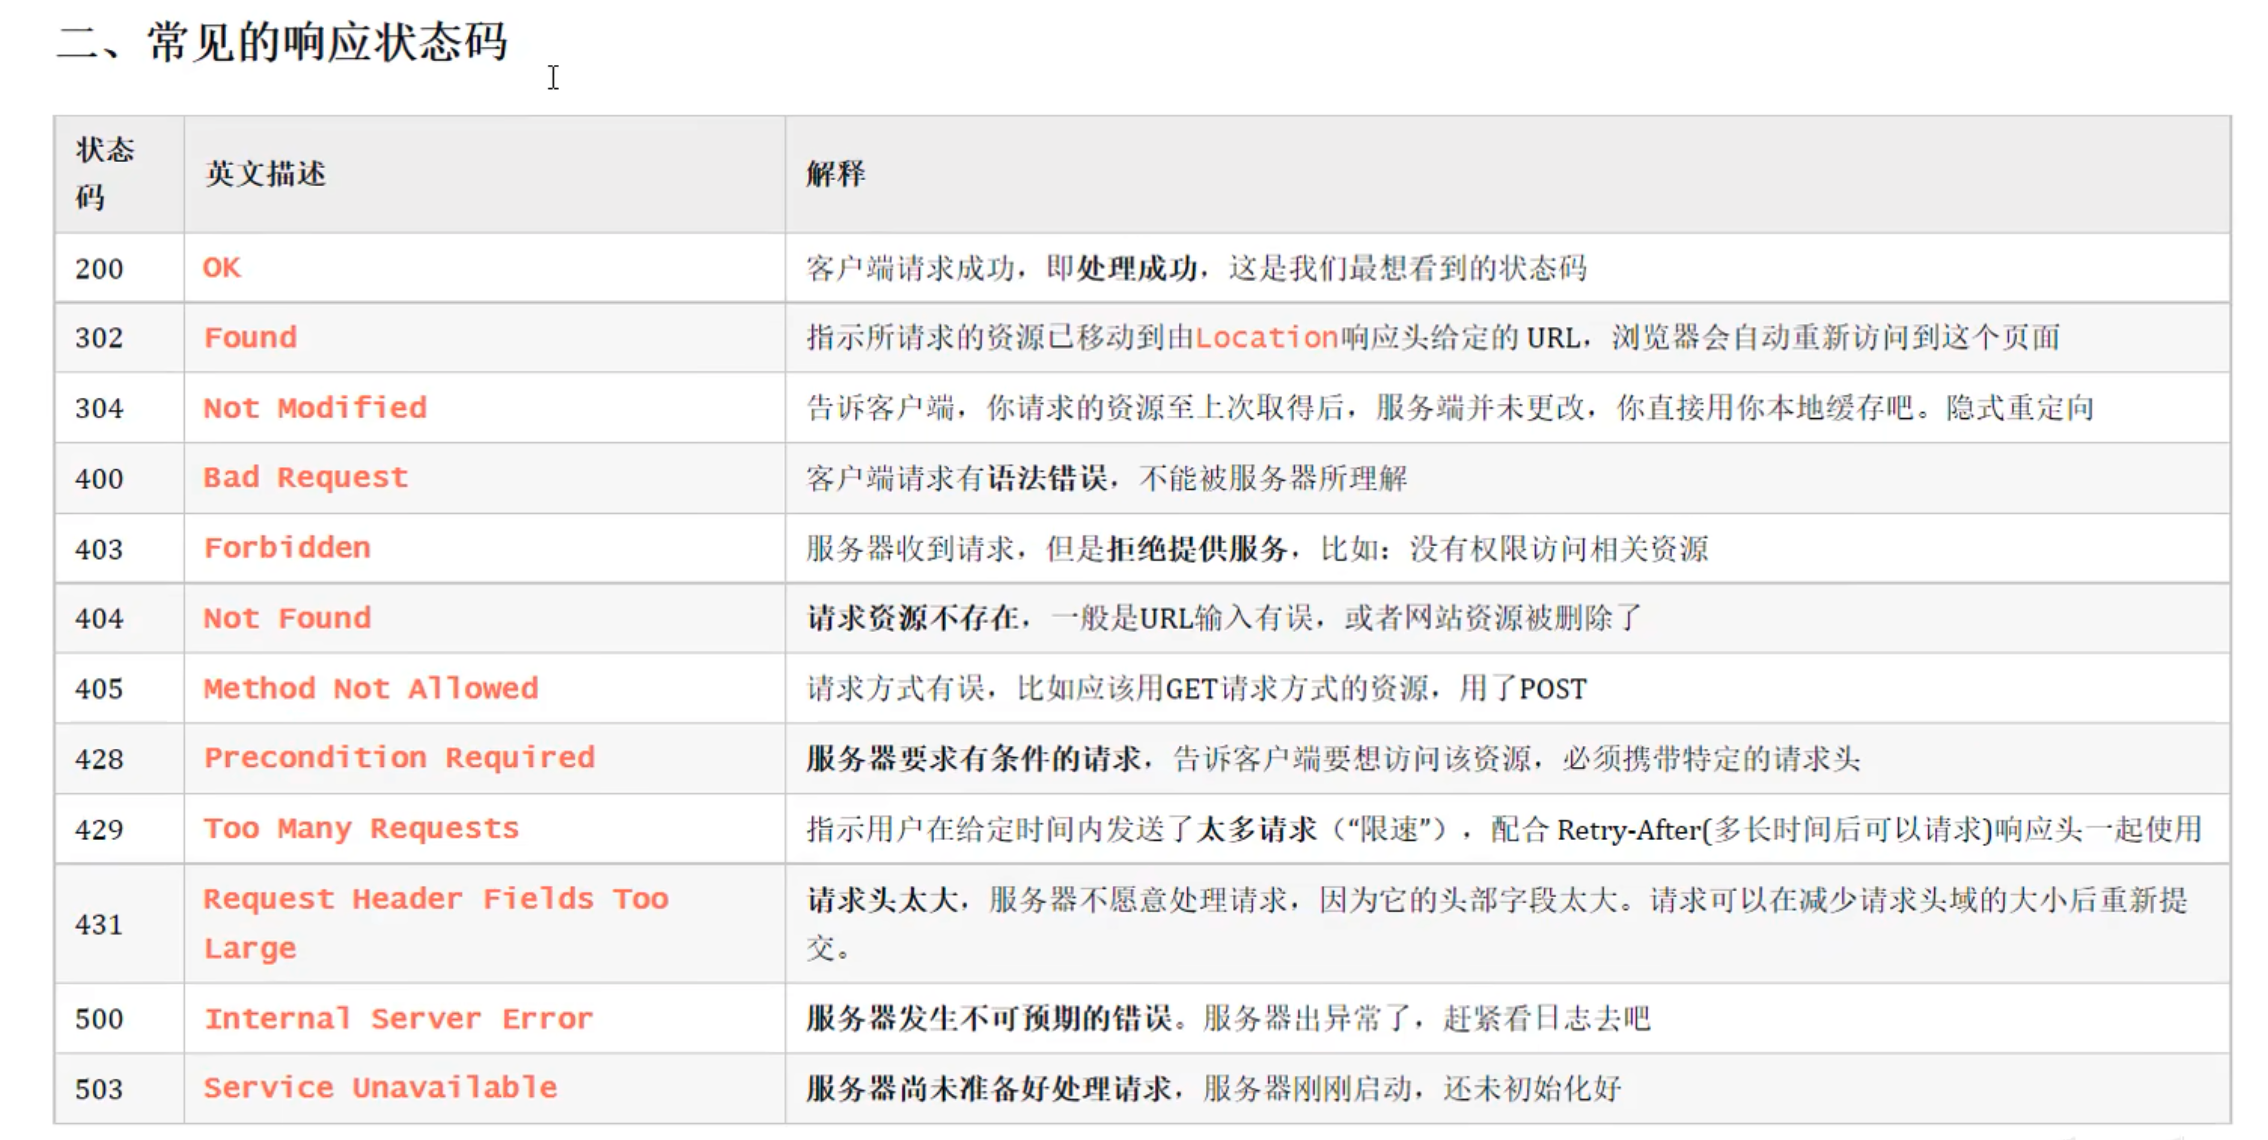 二、常见的响应状态码
状态
码
英文描述
解释
200
OK
客户端请求成功，即处理成功，这是我们最想看到的状态码
302
Found
指示所请求的资源已移动到由Location响应头给定的 URL，浏览器会自动重新访问到这个页面
304
Not Modified
告诉客户端，你请求的资源至上次取得后，服务端并未更改，你直接用你本地缓存吧。隐式重定向
400
Bad Request
客户端请求有语法错误，不能被服务器所理解
403
Forbidden
服务器收到请求，但是拒绝提供服务，比如：没有权限访问相关资源
404
Not Found
请求资源不存在，一般是URL输入有误，或者网站资源被删除了
405
Method Not Allowed
请求方式有误，比如应该用GET请求方式的资源，用了POST
428
Precondition Required
服务器要求有条件的请求，告诉客户端要想访问该资源，必须携带特定的请求头
429
Too Many Requests
指示用户在给定时间内发送了太多请求（“限速”），配合 Retry-After(多长时间后可以请求)响应头一起使用
431
Request Header Fields Too
Large
请求头太大，服务器不愿意处理请求，因为它的头部字段太大。请求可以在减少请求头域的大小后重新提
交。
500
Internal Server Error
服务器发生不可预期的错误。服务器出异常了，赶紧看日志去吧
503
Service Unavailable
服务器尚未准备好处理请求，服务器刚刚启动，还未初始化好